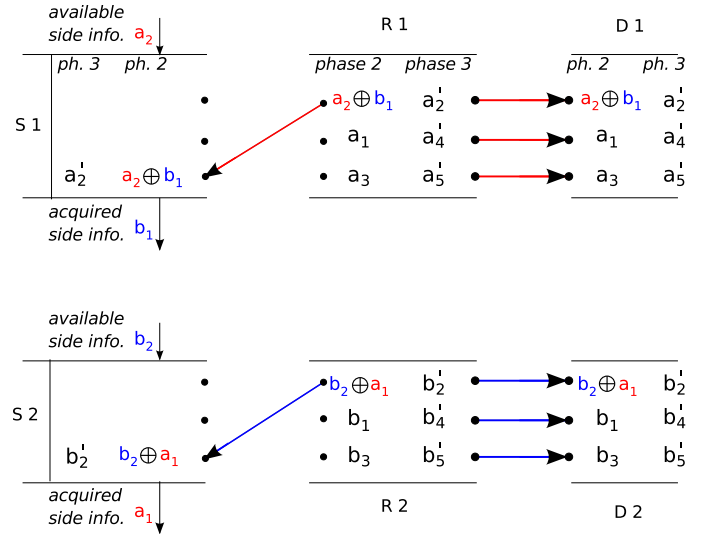 available
side info. a₂
R 1
D 1
ph. 3 ph. 2
phase 2 phase 3
ph. 2 ph. 3
a₂⊕b₁ a₂' a₂⊕b₁ a₂'
S 1
a₁ a₄' a₁ a₄'
a₂' a₂⊕b₁ a₃ a₅' a₃ a₅'
acquired
side info. b₁
available
side info. b₂
b₂⊕a₁ b₂' b₂⊕a₁ b₂'
S 2
b₁ b₄' b₁ b₄'
b₂' b₂⊕a₁ b₃ b₅' b₃ b₅'
acquired
side info. a₁
R 2
D 2